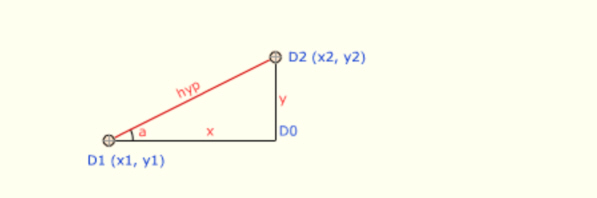 D2 (x2, y2)
hyp
y
a
x
D0
D1 (x1, y1)